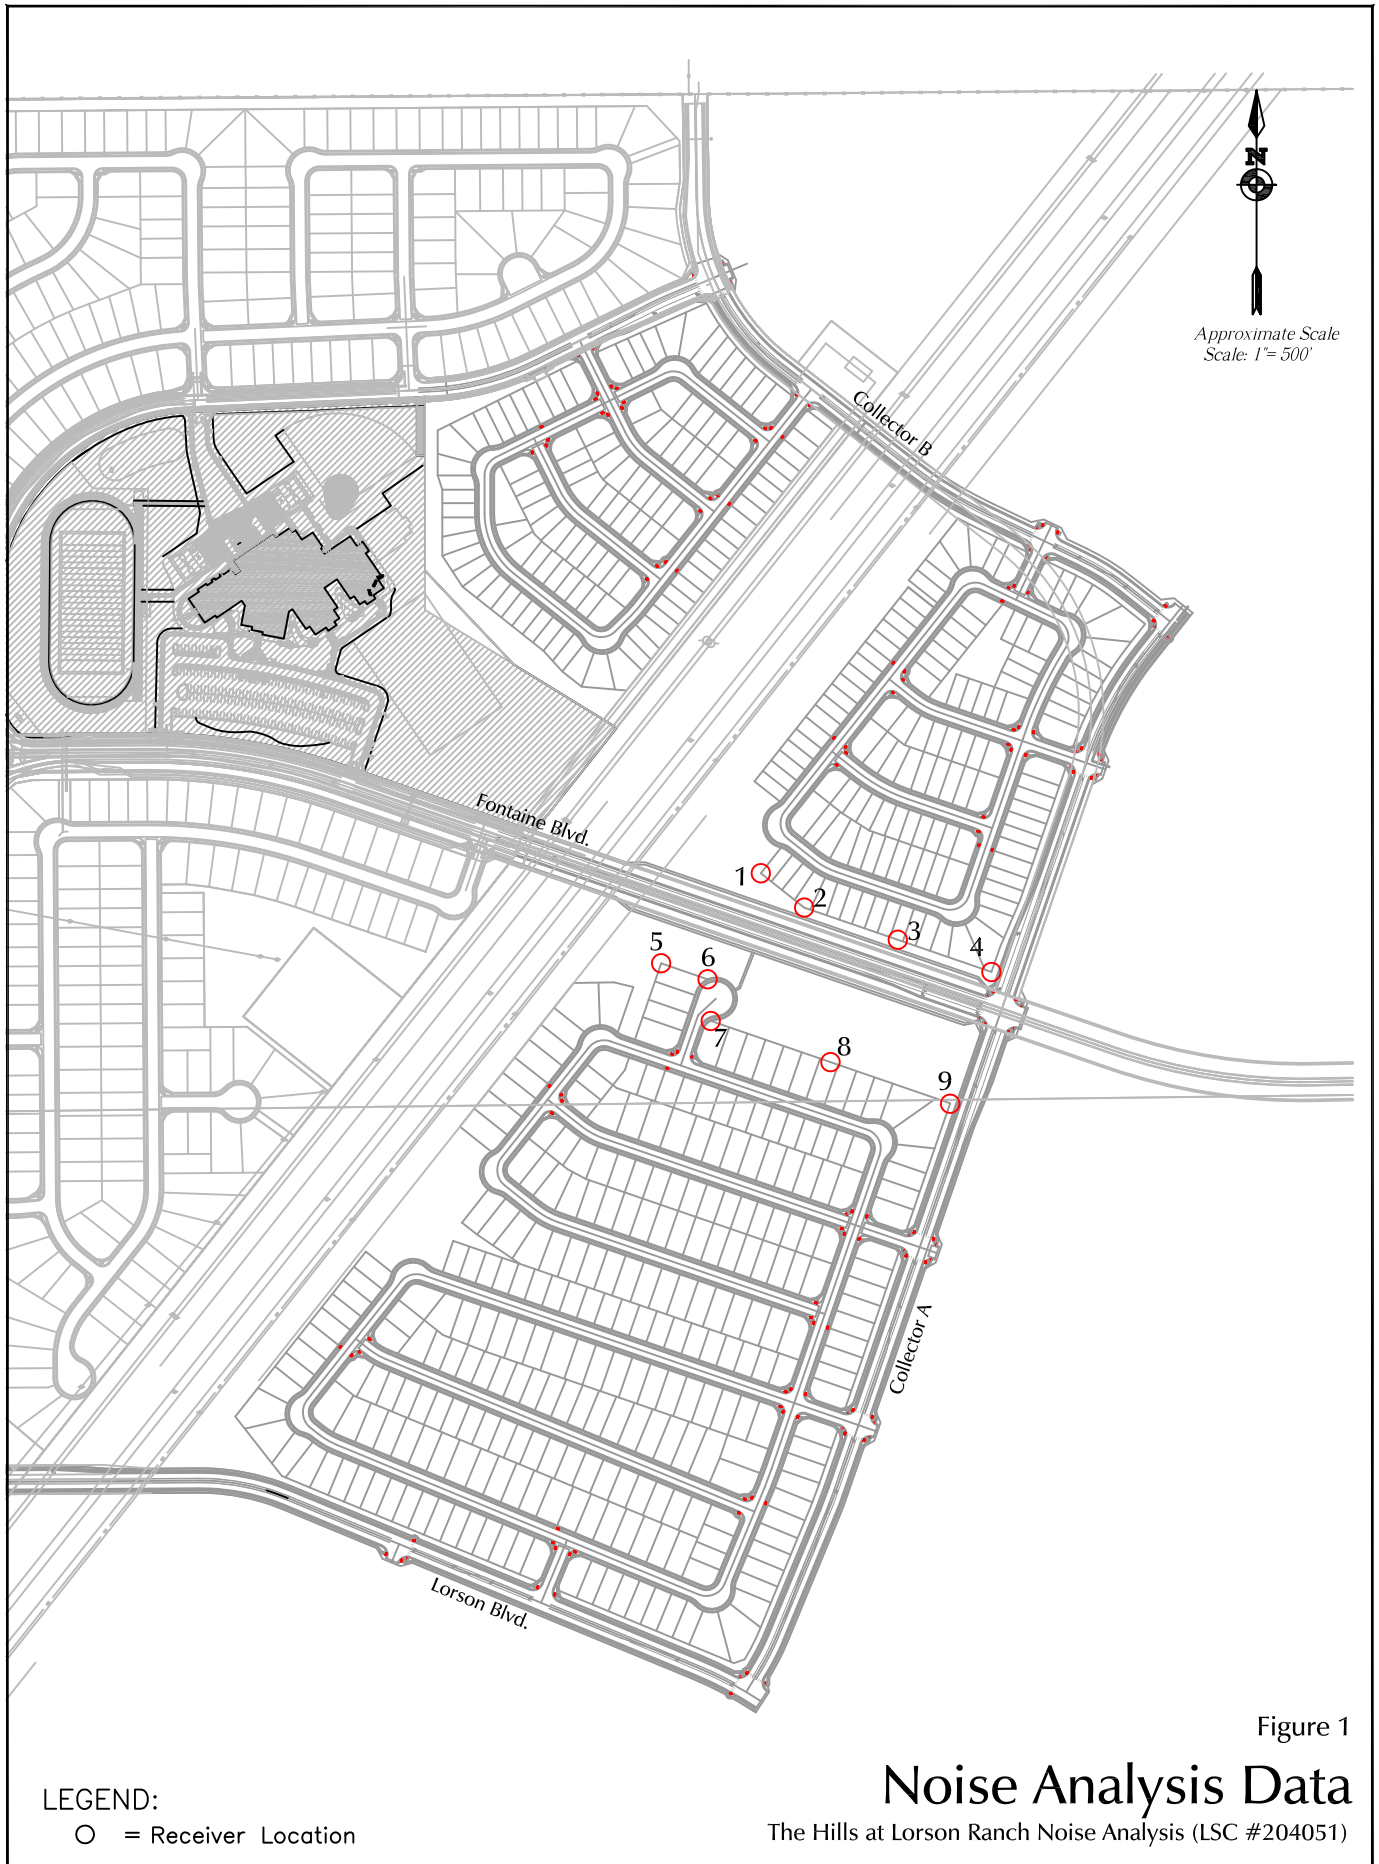 N
Approximate Scale
Scale: 1"= 500'
Collector B
Fontaine Blvd.
1
2
3
4
5
6
7
8
9
Collector A
Lorson Blvd.
Figure 1
Noise Analysis Data
The Hills at Lorson Ranch Noise Analysis (LSC #204051)
LEGEND:
= Receiver Location